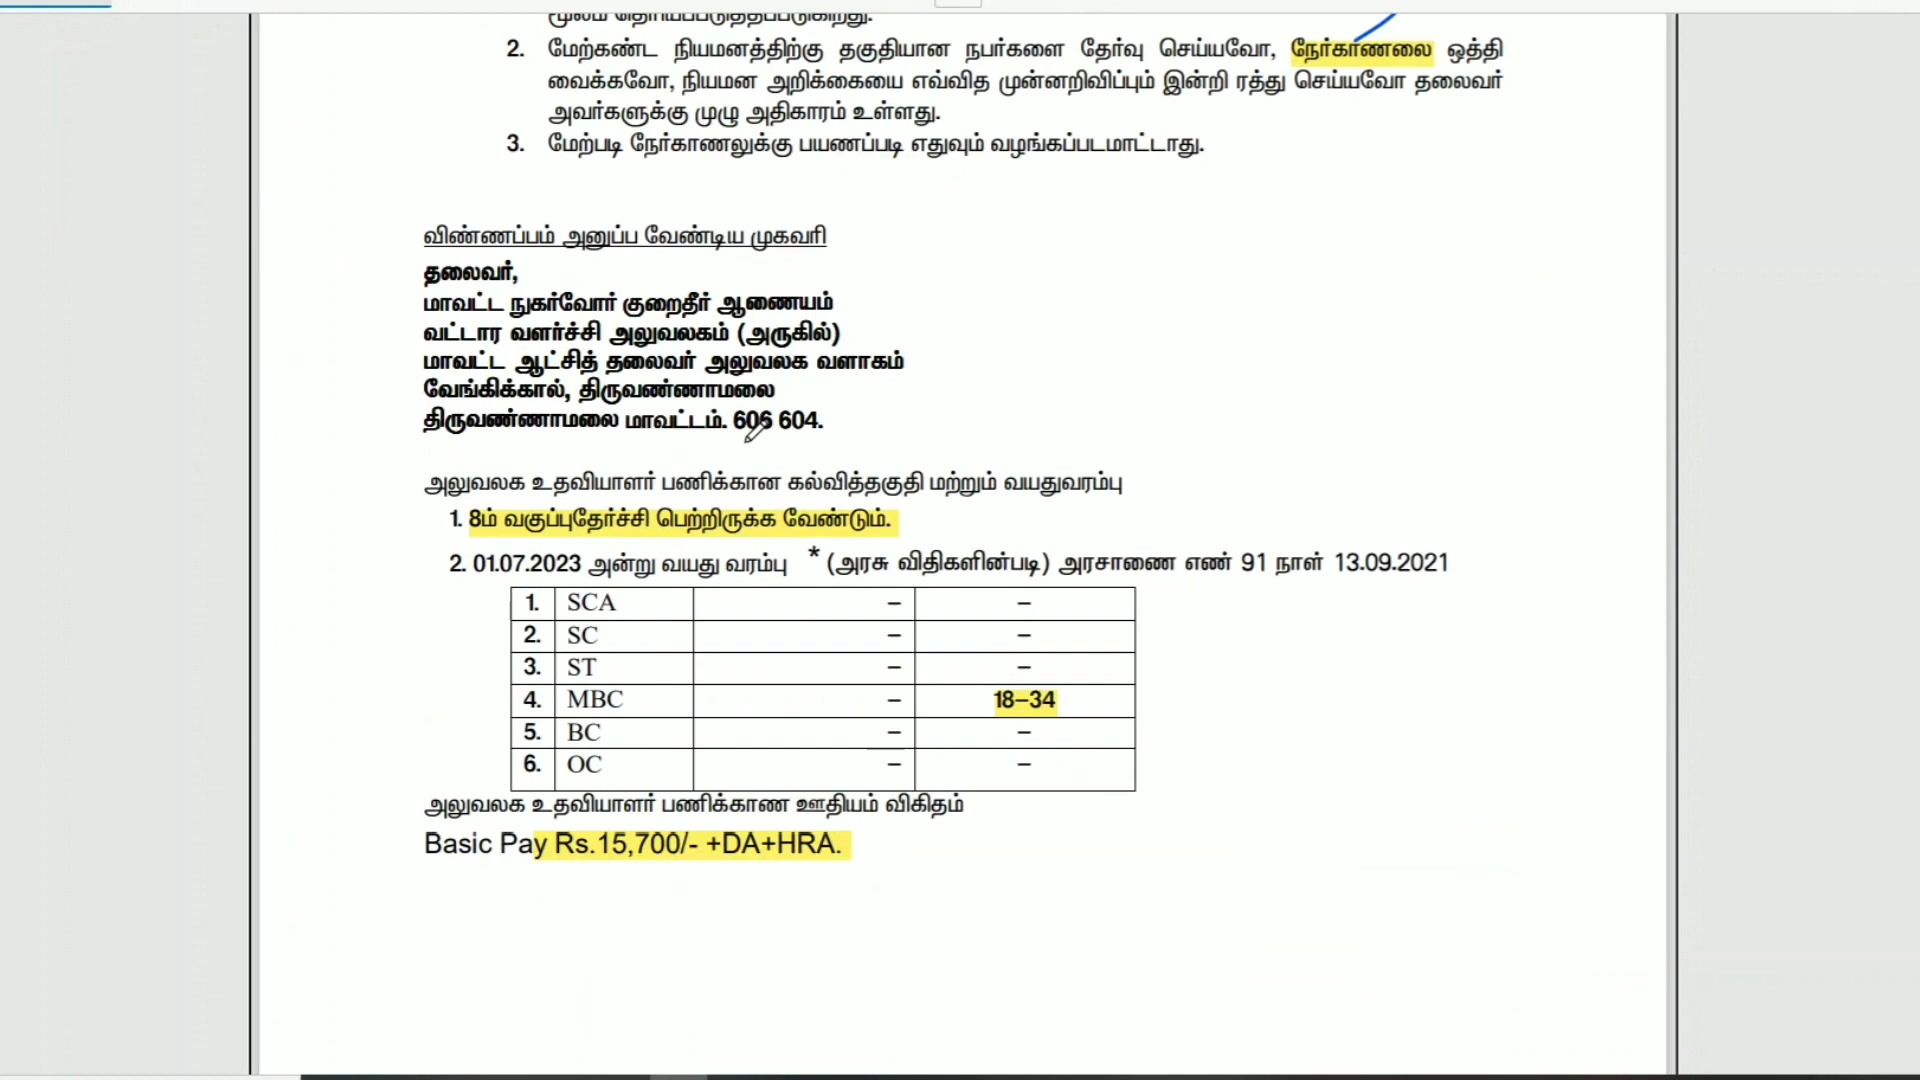 மூலம் தெரியப்படுத்தப்படுகிறது.
2. மேற்கண்ட நியமனத்திற்கு தகுதியான நபர்களை தேர்வு செய்யவோ, நேர்காணலை ஒத்தி
வைக்கவோ, நியமன அறிக்கையை எவ்வித முன்னறிவிப்பும் இன்றி ரத்து செய்யவோ தலைவர்
அவர்களுக்கு முழு அதிகாரம் உள்ளது.
3. மேற்படி நேர்காணலுக்கு பயணப்படி எதுவும் வழங்கப்படமாட்டாது.
விண்ணப்பம் அனுப்ப வேண்டிய முகவரி
தலைவர்,
மாவட்ட நுகர்வோர் குறைதீர் ஆணையம்
வட்டார வளர்ச்சி அலுவலகம் (அருகில்)
மாவட்ட ஆட்சித் தலைவர் அலுவலக வளாகம்
வேங்கிக்கால், திருவண்ணாமலை
திருவண்ணாமலை மாவட்டம். 606 604.
அலுவலக உதவியாளர் பணிக்கான கல்வித்தகுதி மற்றும் வயதுவரம்பு
1. 8ம் வகுப்புதேர்ச்சி பெற்றிருக்க வேண்டும்.
2. 01.07.2023 அன்று வயது வரம்பு * (அரசு விதிகளின்படி) அரசாணை எண் 91 நாள் 13.09.2021
1. SCA – –
2. SC – –
3. ST – –
4. MBC – 18–34
5. BC – –
6. OC – –
அலுவலக உதவியாளர் பணிக்காண ஊதியம் விகிதம்
Basic Pay Rs.15,700/- +DA+HRA.